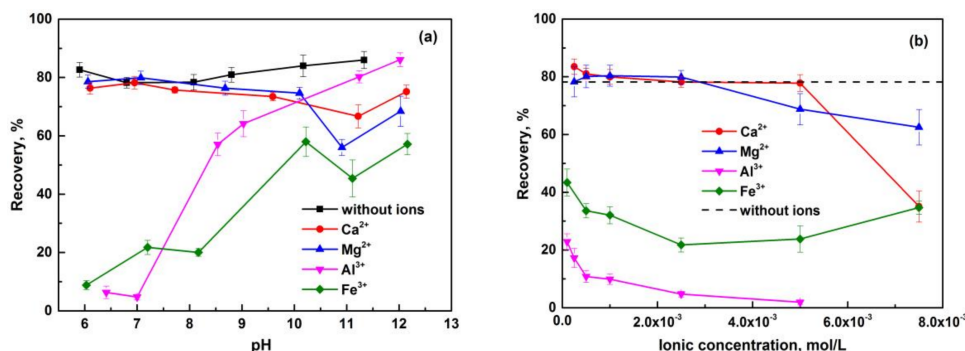 (a)
Recovery, %
100
80
60
40
20
0
without ions
Ca²⁺
Mg²⁺
Al³⁺
Fe³⁺
5 6 7 8 9 10 11 12 13
pH
(b)
Recovery, %
100
80
60
40
20
0
Ca²⁺
Mg²⁺
Al³⁺
Fe³⁺
without ions
0.0 2.0x10⁻³ 4.0x10⁻³ 6.0x10⁻³ 8.0x10⁻³
Ionic concentration, mol/L